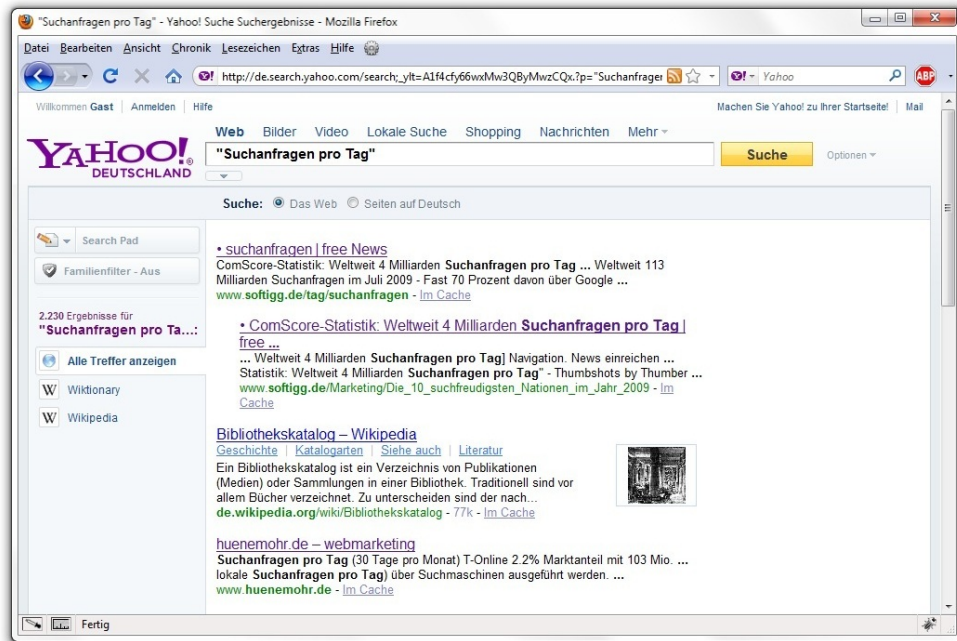 "Suchanfragen pro Tag" - Yahoo! Suche Suchergebnisse - Mozilla Firefox
Datei Bearbeiten Ansicht Chronik Lesezeichen Extras Hilfe
http://de.search.yahoo.com/search;_ylt=A1f4cfy66wxMw3QByMwzCQx.?p="Suchanfrager
Yahoo
ABP
Willkommen Gast | Anmelden | Hilfe
Machen Sie Yahoo! zu Ihrer Startseite! | Mail
Web Bilder Video Lokale Suche Shopping Nachrichten Mehr
YAHOO!®
DEUTSCHLAND
"Suchanfragen pro Tag"
Suche
Optionen
Suche: Das Web Seiten auf Deutsch
Search Pad
Familienfilter - Aus
2.230 Ergebnisse für
"Suchanfragen pro Ta...:
Alle Treffer anzeigen
W Wiktionary
W Wikipedia
• suchanfragen | free News
ComScore-Statistik: Weltweit 4 Milliarden Suchanfragen pro Tag ... Weltweit 113
Milliarden Suchanfragen im Juli 2009 - Fast 70 Prozent davon über Google ...
www.softigg.de/tag/suchanfragen - Im Cache
• ComScore-Statistik: Weltweit 4 Milliarden Suchanfragen pro Tag |
free ...
... Weltweit 4 Milliarden Suchanfragen pro Tag] Navigation. News einreichen ...
Statistik: Weltweit 4 Milliarden Suchanfragen pro Tag" - Thumbshots by Thumber ...
www.softigg.de/Marketing/Die_10_suchfreudigsten_Nationen_im_Jahr_2009 - Im
Cache
Bibliothekskatalog – Wikipedia
Geschichte | Katalogarten | Siehe auch | Literatur
Ein Bibliothekskatalog ist ein Verzeichnis von Publikationen
(Medien) oder Sammlungen in einer Bibliothek. Traditionell sind vor
allem Bücher verzeichnet. Zu unterscheiden sind der nach...
de.wikipedia.org/wiki/Bibliothekskatalog - 77k - Im Cache
huenemohr.de – webmarketing
Suchanfragen pro Tag (30 Tage pro Monat) T-Online 2.2% Marktanteil mit 103 Mio. ...
lokale Suchanfragen pro Tag) über Suchmaschinen ausgeführt werden. ...
www.huenemohr.de - Im Cache
Fertig